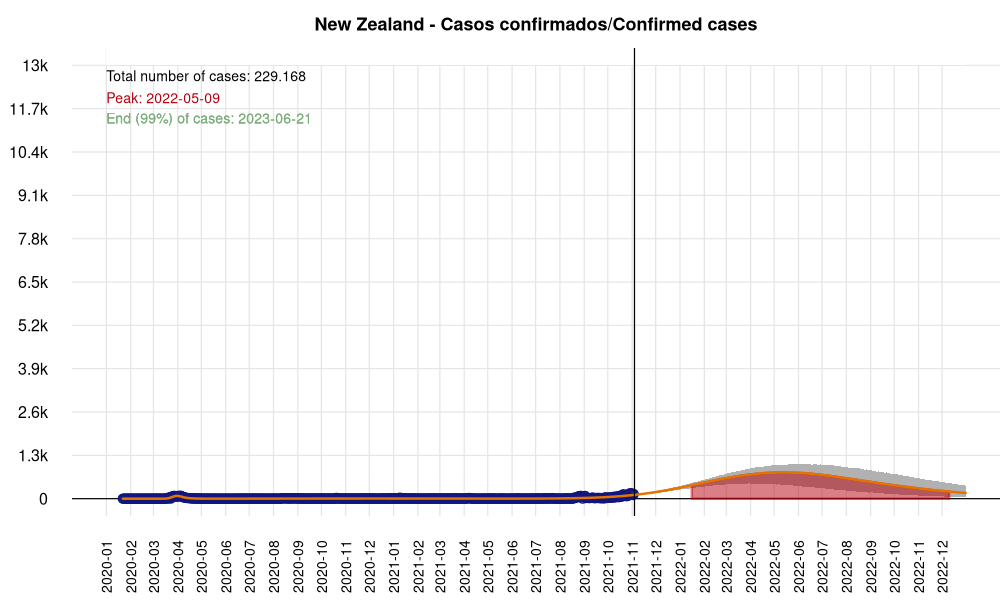 New Zealand - Casos confirmados/Confirmed cases
Total number of cases: 229.168
Peak: 2022-05-09
End (99%) of cases: 2023-06-21
13k
11.7k
10.4k
9.1k
7.8k
6.5k
5.2k
3.9k
2.6k
1.3k
0
2020-01
2020-02
2020-03
2020-04
2020-05
2020-06
2020-07
2020-08
2020-09
2020-10
2020-11
2020-12
2021-01
2021-02
2021-03
2021-04
2021-05
2021-06
2021-07
2021-08
2021-09
2021-10
2021-11
2021-12
2022-01
2022-02
2022-03
2022-04
2022-05
2022-06
2022-07
2022-08
2022-09
2022-10
2022-11
2022-12